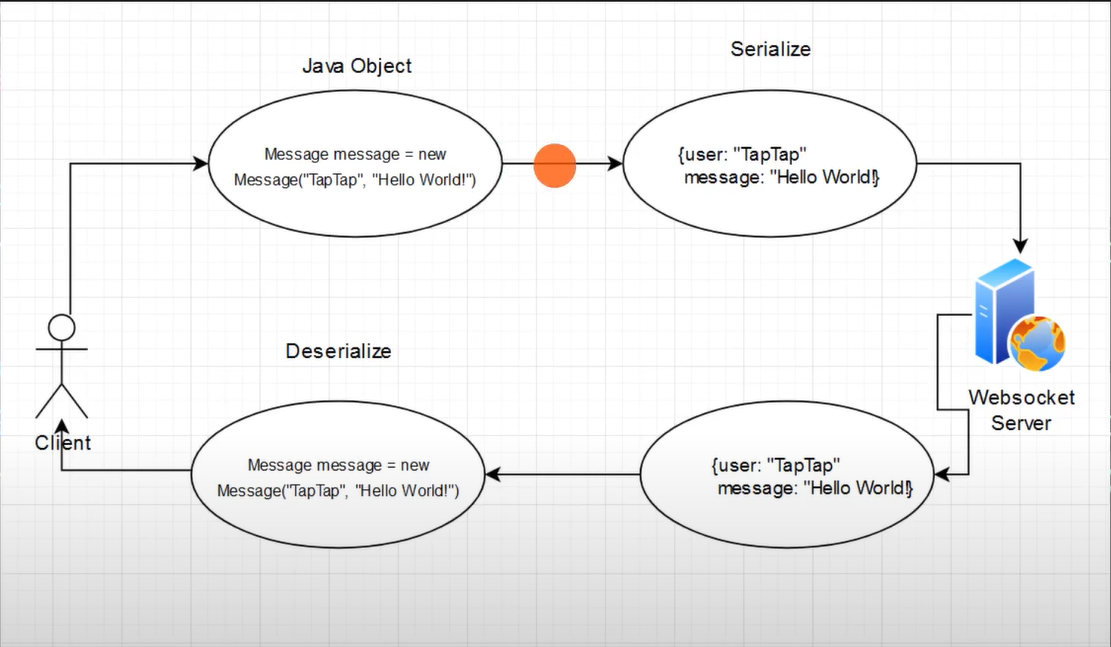 Java Object
Serialize
Message message = new
Message("TapTap", "Hello World!")
{user: "TapTap"
message: "Hello World!}
Websocket
Server
Deserialize
Client
Message message = new
Message("TapTap", "Hello World!")
{user: "TapTap"
message: "Hello World!}